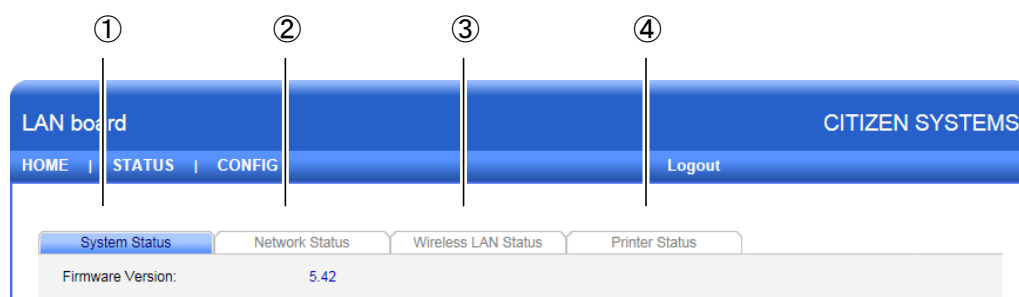 ① ② ③ ④
LAN board CITIZEN SYSTEMS
HOME | STATUS | CONFIG Logout
System Status Network Status Wireless LAN Status Printer Status
Firmware Version: 5.42